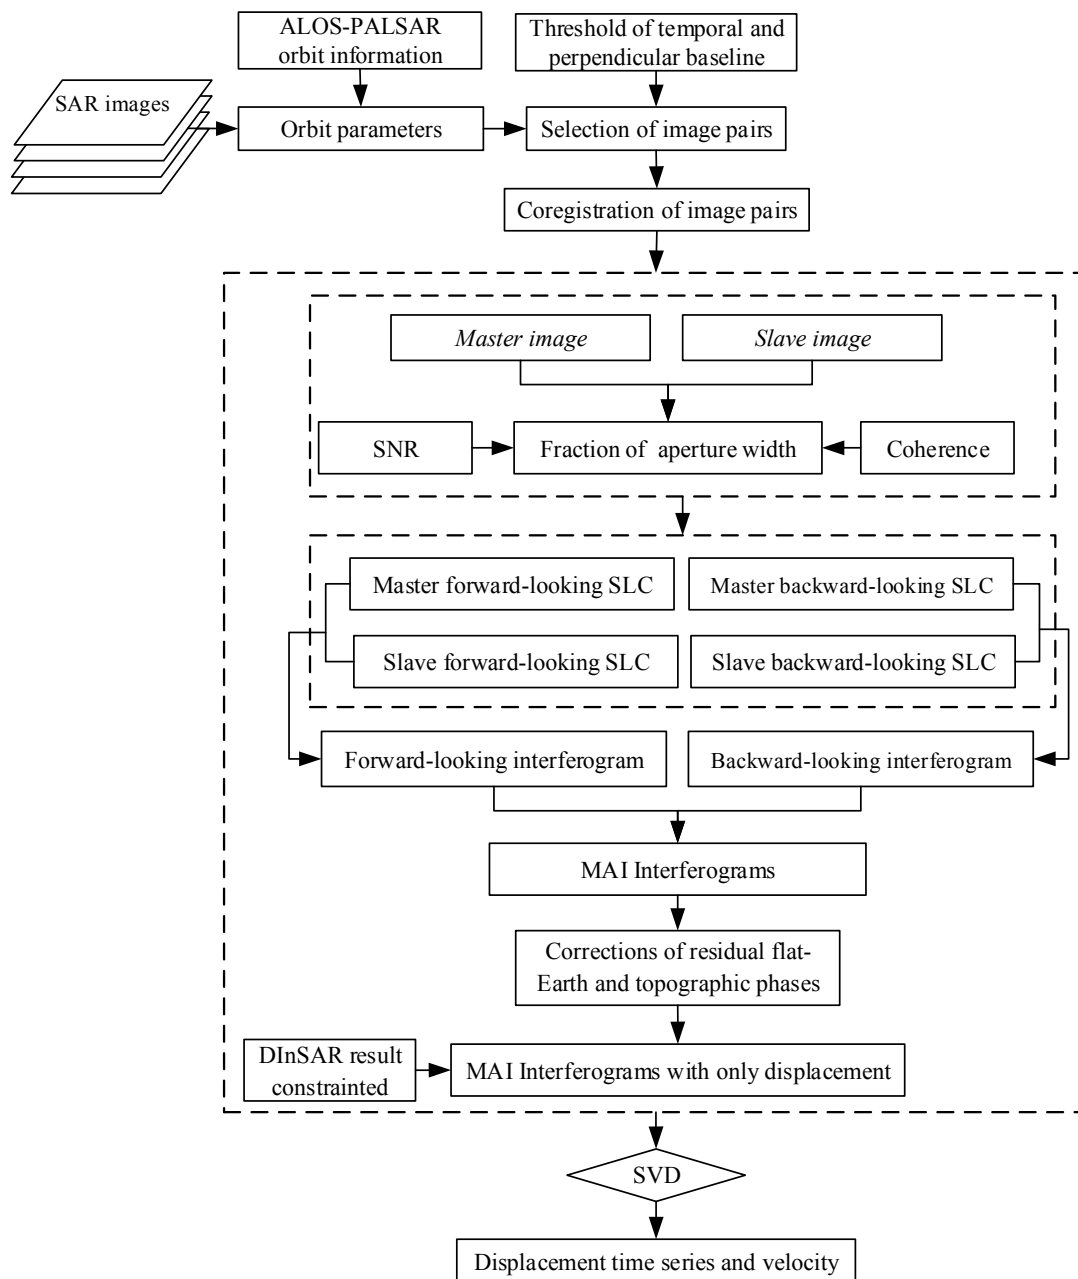 ALOS-PALSAR
orbit information
Threshold of temporal and
perpendicular baseline
SAR images
Orbit parameters
Selection of image pairs
Coregistration of image pairs
Master image
Slave image
SNR
Fraction of aperture width
Coherence
Master forward-looking SLC
Master backward-looking SLC
Slave forward-looking SLC
Slave backward-looking SLC
Forward-looking interferogram
Backward-looking interferogram
MAI Interferograms
Corrections of residual flat-
Earth and topographic phases
DInSAR result
constrainted
MAI Interferograms with only displacement
SVD
Displacement time series and velocity